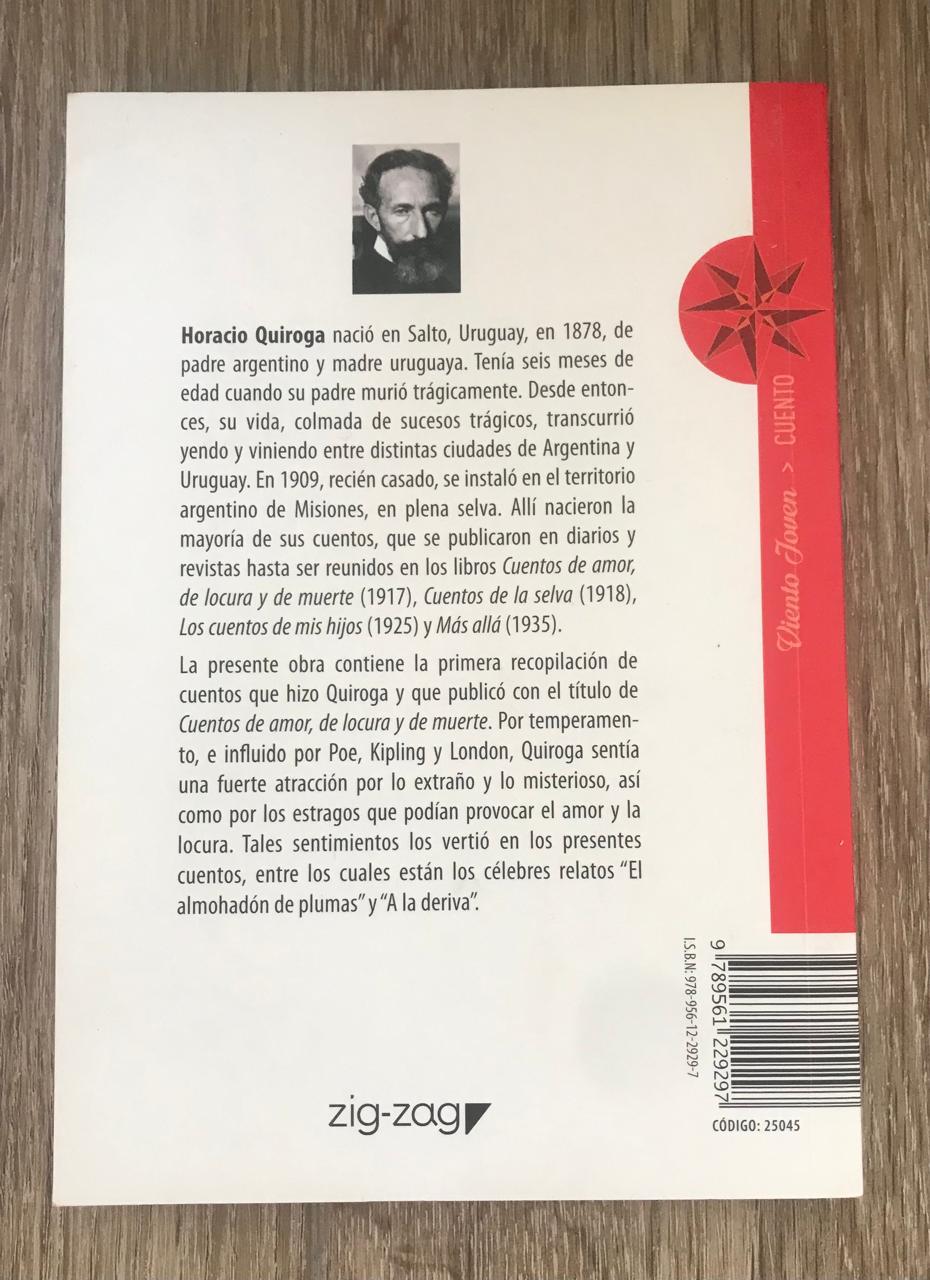 Horacio Quiroga nació en Salto, Uruguay, en 1878, de
padre argentino y madre uruguaya. Tenía seis meses de
edad cuando su padre murió trágicamente. Desde enton-
ces, su vida, colmada de sucesos trágicos, transcurrió
yendo y viniendo entre distintas ciudades de Argentina y
Uruguay. En 1909, recién casado, se instaló en el territorio
argentino de Misiones, en plena selva. Allí nacieron la
mayoría de sus cuentos, que se publicaron en diarios y
revistas hasta ser reunidos en los libros Cuentos de amor,
de locura y de muerte (1917), Cuentos de la selva (1918),
Los cuentos de mis hijos (1925) y Más allá (1935).
La presente obra contiene la primera recopilación de
cuentos que hizo Quiroga y que publicó con el título de
Cuentos de amor, de locura y de muerte. Por temperamen-
to, e influido por Poe, Kipling y London, Quiroga sentía
una fuerte atracción por lo extraño y lo misterioso, así
como por los estragos que podían provocar el amor y la
locura. Tales sentimientos los vertió en los presentes
cuentos, entre los cuales están los célebres relatos “El
almohadón de plumas” y “A la deriva”.
Viento Joven > CUENTO
I.S.B.N: 978-956-12-2929-7
9 789561 229297
CÓDIGO: 25045
zig-zag